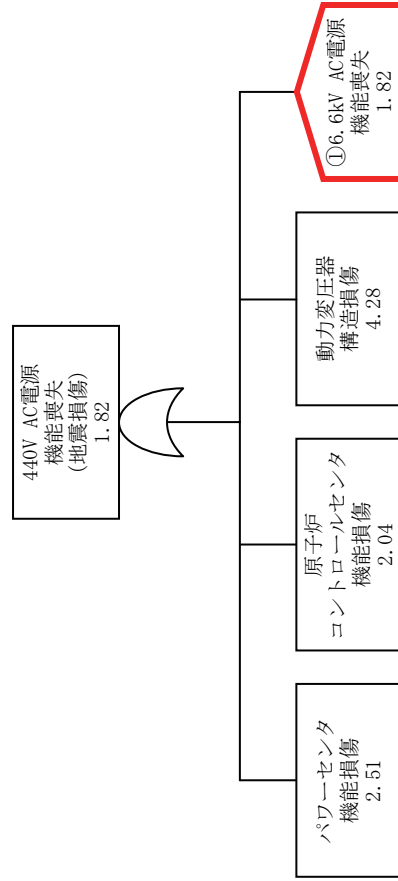 440V AC電源
機能喪失
(地震損傷)
1.82
パワーセンタ
機能損傷
2.51
原子炉
コントロールセンタ
機能損傷
2.04
動力変圧器
構造損傷
4.28
①6.6kV AC電源
機能喪失
1.82